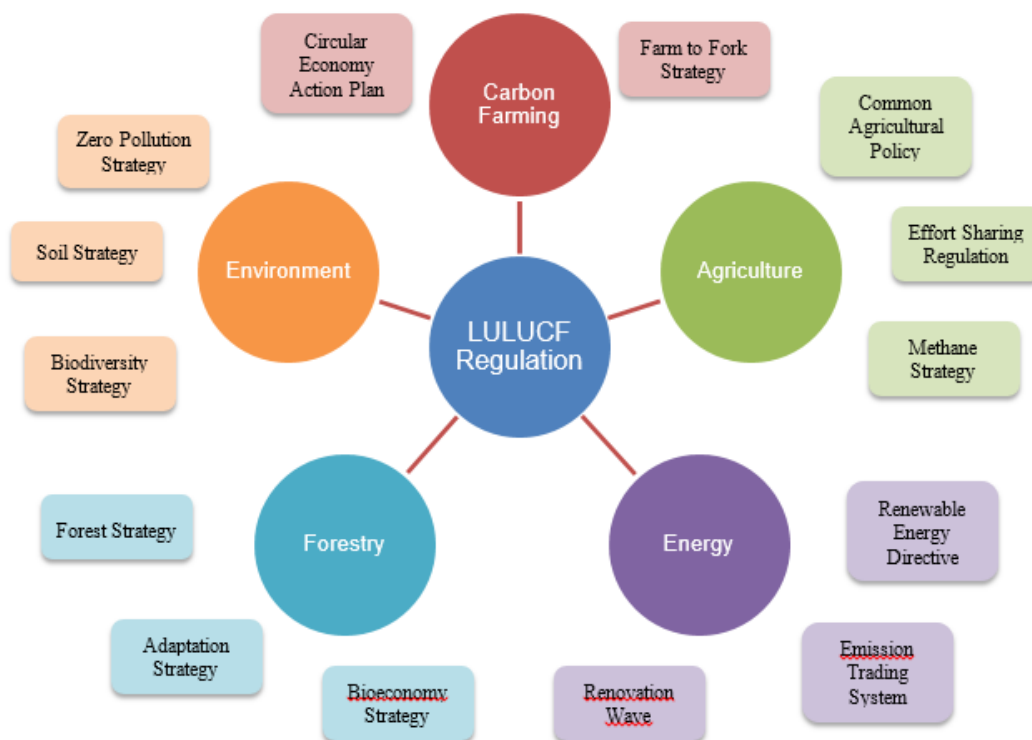 Circular
Economy
Action Plan
Carbon
Farming
Farm to Fork
Strategy
Common
Agricultural
Policy
Zero Pollution
Strategy
Soil Strategy
Environment
Agriculture
Effort Sharing
Regulation
LULUCF
Regulation
Biodiversity
Strategy
Methane
Strategy
Forest Strategy
Forestry
Energy
Renewable
Energy
Directive
Adaptation
Strategy
Bioeconomy
Strategy
Renovation
Wave
Emission
Trading
System